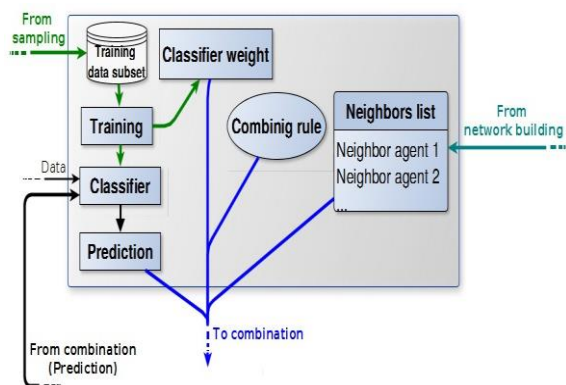 From
sampling
Training
data subset
Classifier weight
Training
Combinig rule
Neighbors list
Neighbor agent 1
Neighbor agent 2
...
From
network building
Data
Classifier
Prediction
To combination
From combination
(Prediction)